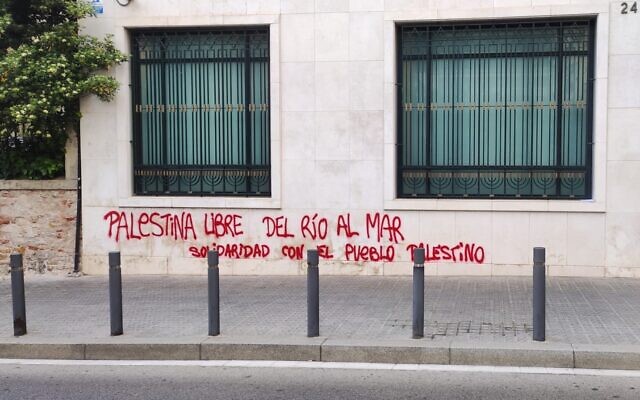 24
PALESTINA LIBRE DEL RÍO AL MAR
SOLIDARIDAD CON EL PUEBLO PALESTINO